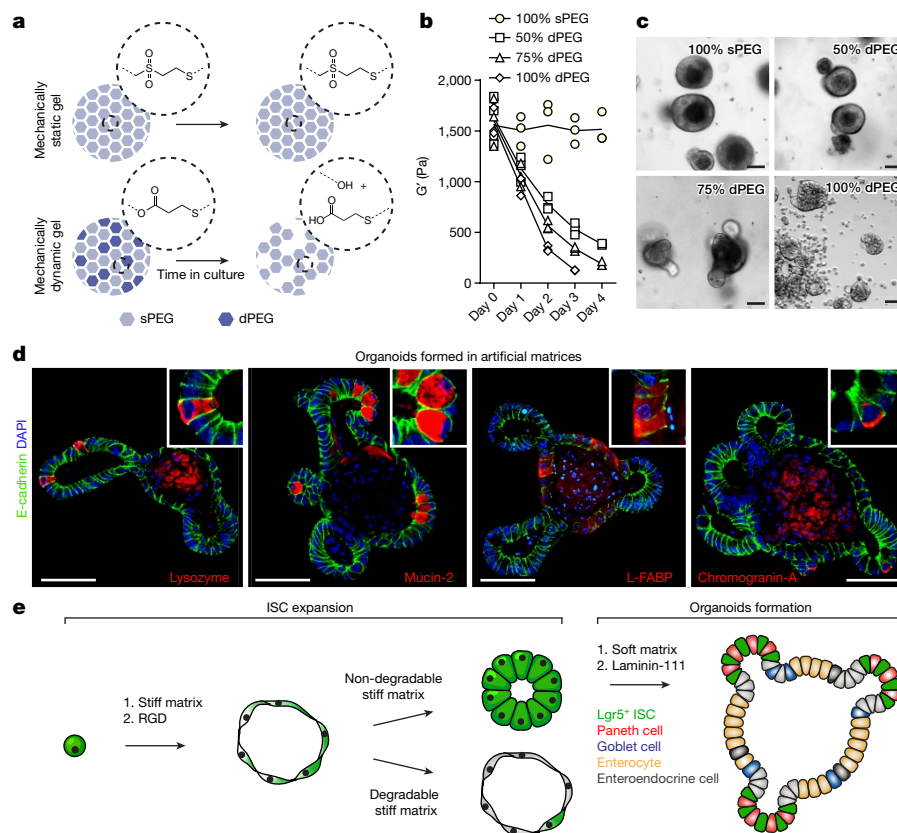 a
Mechanically
static gel
O
S
O
S
O
S
O
S
Mechanically
dynamic gel
O
O
S
Time in culture
OH +
O
HO
S
sPEG
dPEG
b
100% sPEG
50% dPEG
75% dPEG
100% dPEG
G′ (Pa)
2,000
1,500
1,000
500
0
Day 0
Day 1
Day 2
Day 3
Day 4
c
100% sPEG
50% dPEG
75% dPEG
100% dPEG
d
Organoids formed in artificial matrices
E-cadherin DAPI
Lysozyme
Mucin-2
L-FABP
Chromogranin-A
e
ISC expansion
Organoids formation
1. Stiff matrix
2. RGD
Non-degradable
stiff matrix
Degradable
stiff matrix
1. Soft matrix
2. Laminin-111
Lgr5+ ISC
Paneth cell
Goblet cell
Enterocyte
Enteroendocrine cell